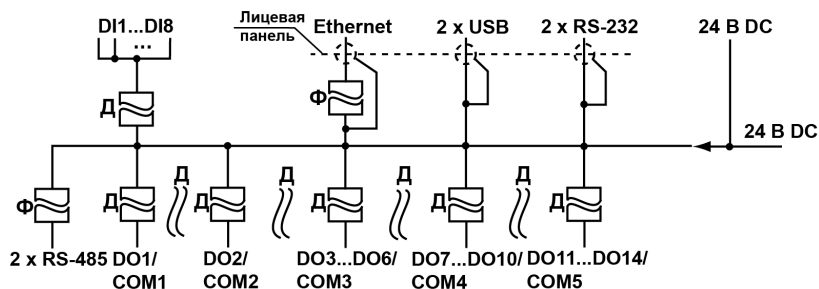 DI1...DI8
...
Лицевая
панель
Ethernet
2 x USB
2 x RS-232
24 В DC
Д
Ф
24 В DC
Д
Д
Д
Д
Ф
Д
Д
Д
Д
Д
2 x RS-485
DO1/
COM1
DO2/
COM2
DO3...DO6/
COM3
DO7...DO10/
COM4
DO11...DO14/
COM5